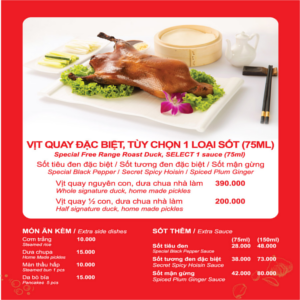 VỊT QUAY ĐẶC BIỆT, TÙY CHỌN 1 LOẠI SỐT (75ML)
Special Free Range Roast Duck, SELECT 1 sauce (75ml)
Sốt tiêu đen đặc biệt / Sốt tương đen đặc biệt / Sốt mận gừng
Special Black Pepper / Secret Spicy Hoisin / Spiced Plum Ginger
Vịt quay nguyên con, dưa chua nhà làm 390.000
Whole signature duck, home made pickles
Vịt quay ½ con, dưa chua nhà làm 200.000
Half signature duck, home made pickles
MÓN ĂN KÈM / Extra side dishes
Cơm trắng 10.000
Steamed rice
Dưa chua 15.000
Home Made pickles
Màn thầu hấp 10.000
Steamed bun 1 pcs
Da bò bía 15.000
Pancakes 5 pcs
SỐT THÊM / Extra Sauce
(75ml) (150ml)
Sốt tiêu đen 28.000 48.000
Special Black Pepper Sauce
Sốt tương đen đặc biệt 38.000 73.000
Secret Spicy Hoisin Sauce
Sốt mận gừng 42.000 80.000
Spiced Plum Ginger Sauce